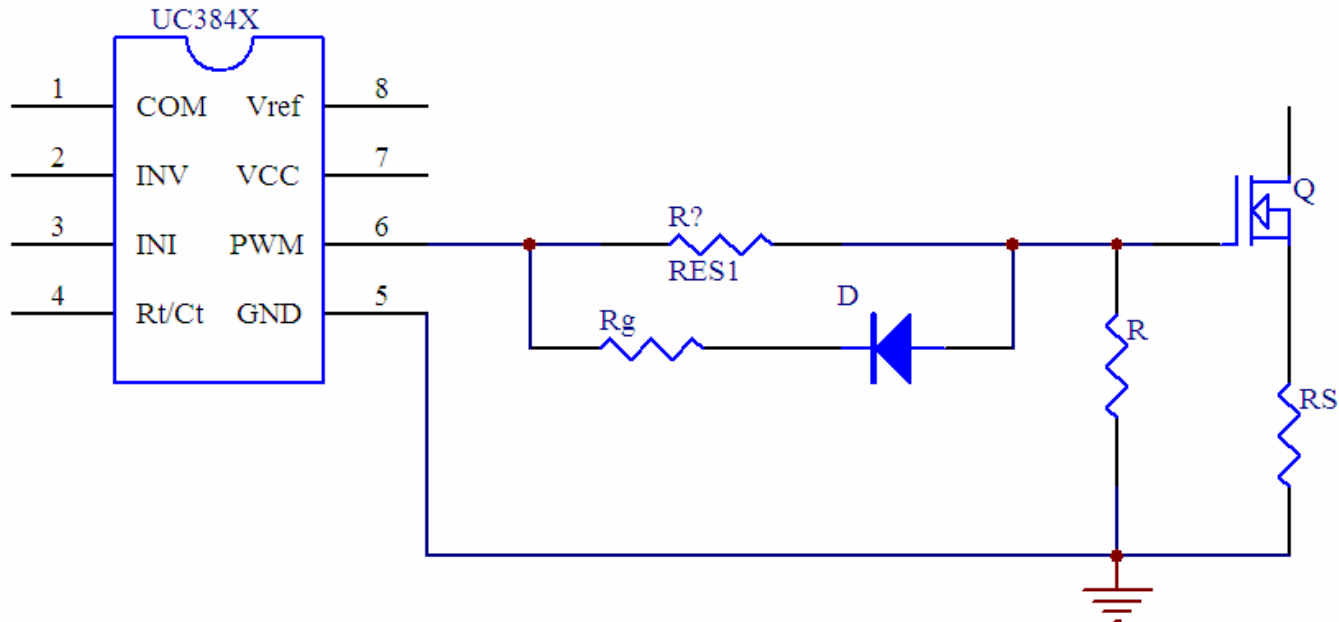 UC384X
1 COM Vref 8
2 INV VCC 7
3 INI PWM 6
4 Rt/Ct GND 5
R?
RES1
Rg
D
R
Q
RS